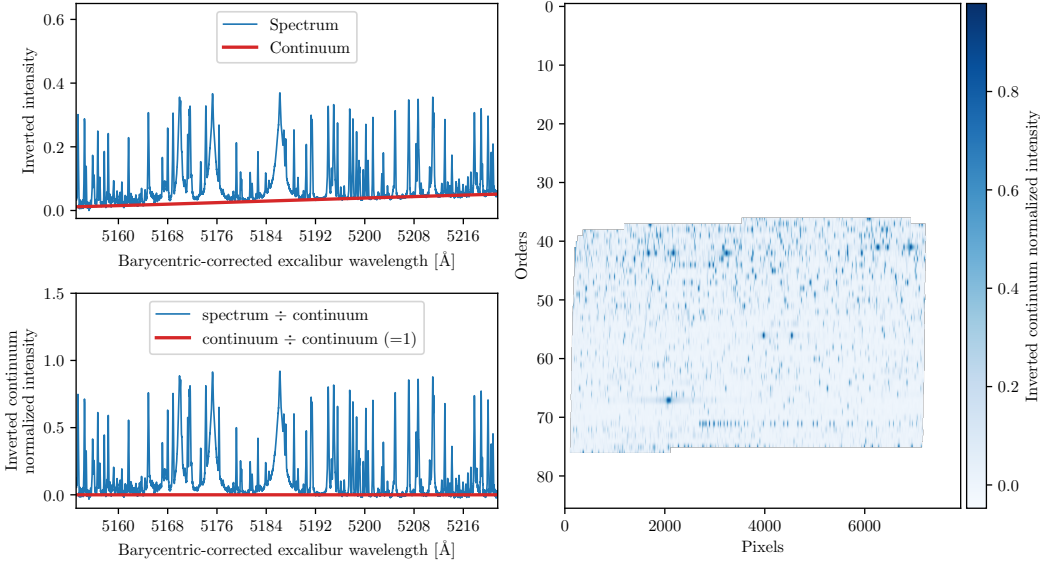 0.6
0.4
0.2
0.0
Inverted intensity
Spectrum
Continuum
5160 5168 5176 5184 5192 5200 5208 5216
Barycentric-corrected excalibur wavelength [Å]
1.5
1.0
0.5
0.0
Inverted continuum
normalized intensity
spectrum ÷ continuum
continuum ÷ continuum (=1)
5160 5168 5176 5184 5192 5200 5208 5216
Barycentric-corrected excalibur wavelength [Å]
0
10
20
30
40
50
60
70
80
Orders
0 2000 4000 6000
Pixels
0.8
0.6
0.4
0.2
0.0
Inverted continuum normalized intensity